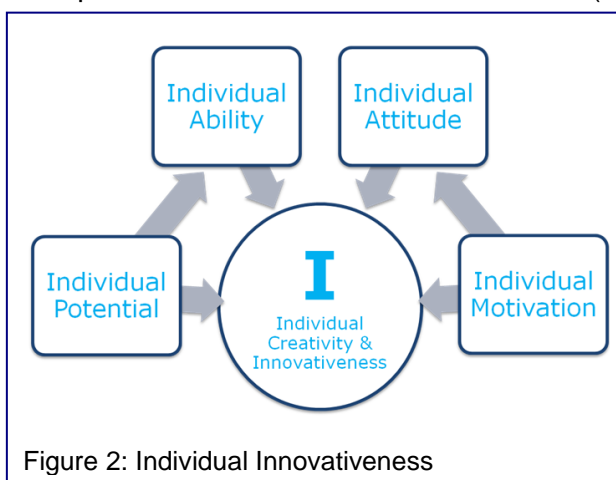 Individual
Ability
Individual
Attitude
Individual
Potential
I
Individual
Creativity &
Innovativeness
Individual
Motivation
Figure 2: Individual Innovativeness